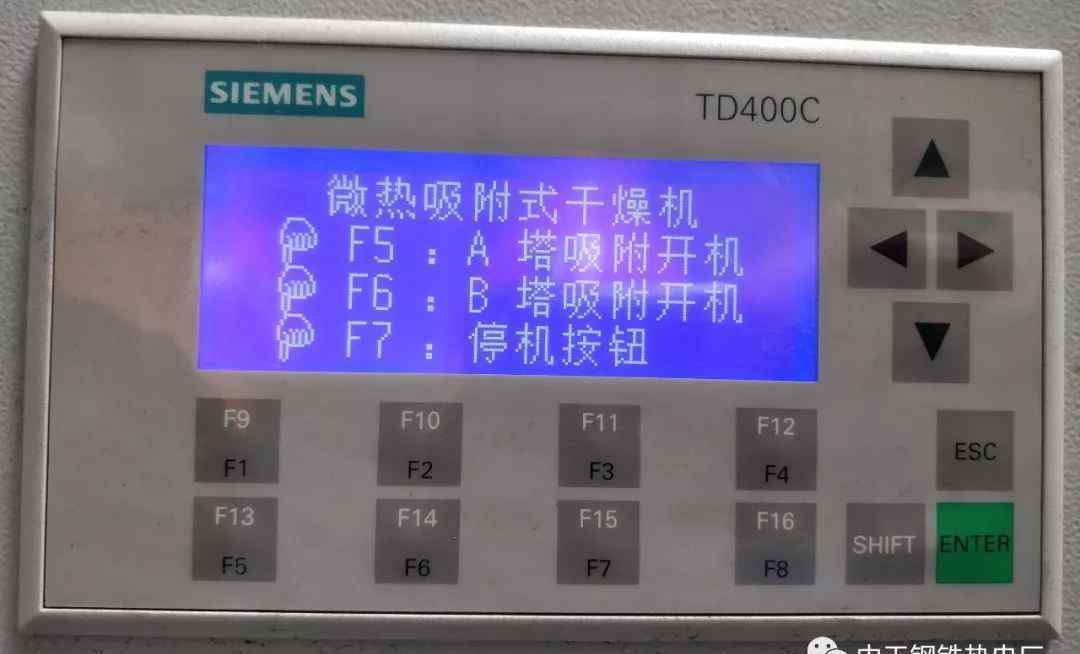 SIEMENS
TD400C
微热吸附式干燥机
F5 : A 塔吸附开机
F6 : B 塔吸附开机
F7 : 停机按钮
F9 F10 F11 F12
F1 F2 F3 F4 ESC
F13 F14 F15 F16
F5 F6 F7 F8 SHIFT ENTER